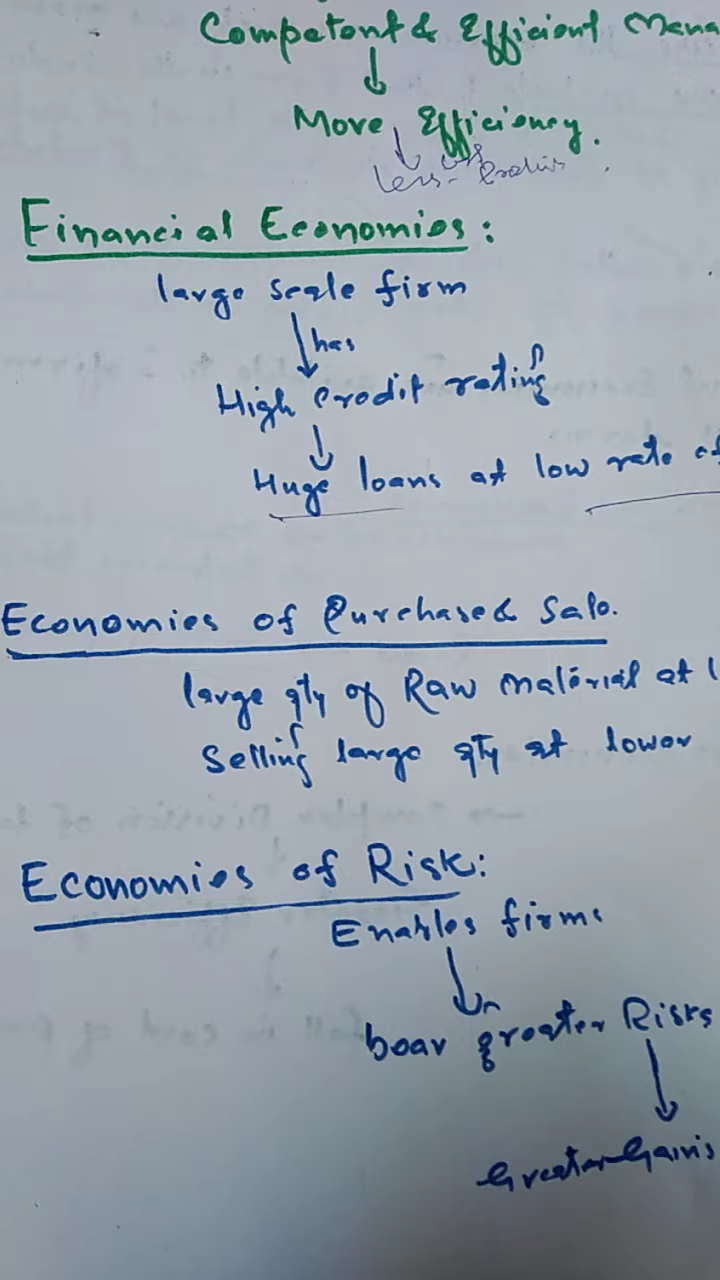 Competent & Efficient Mana
↓
More Efficiency.
↓
less
Financial Economies:
large scale firm
↓ has
High Credit rating
↓
Huge loans at low rate of
Economies of Purchase & Sale.
large qty of Raw material at l
Selling large qty at lower
Economies of Risk:
Enables firms
↓
bear greater Risks
↓
Greater Gains